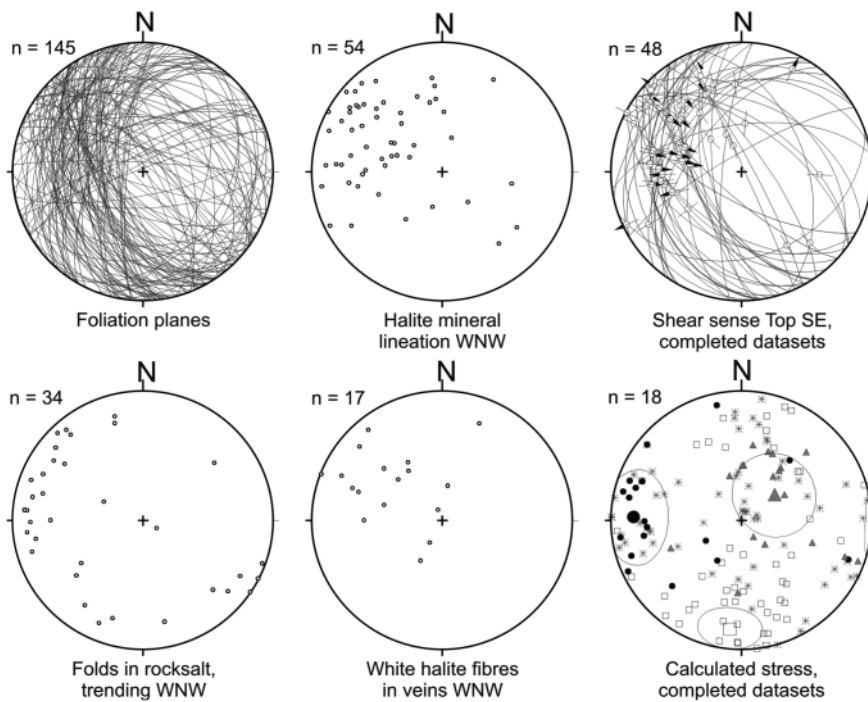 N
n = 145
Foliation planes
N
n = 54
Halite mineral
lineation WNW
N
n = 48
Shear sense Top SE,
completed datasets
N
n = 34
Folds in rocksalt,
trending WNW
N
n = 17
White halite fibres
in veins WNW
N
n = 18
Calculated stress,
completed datasets